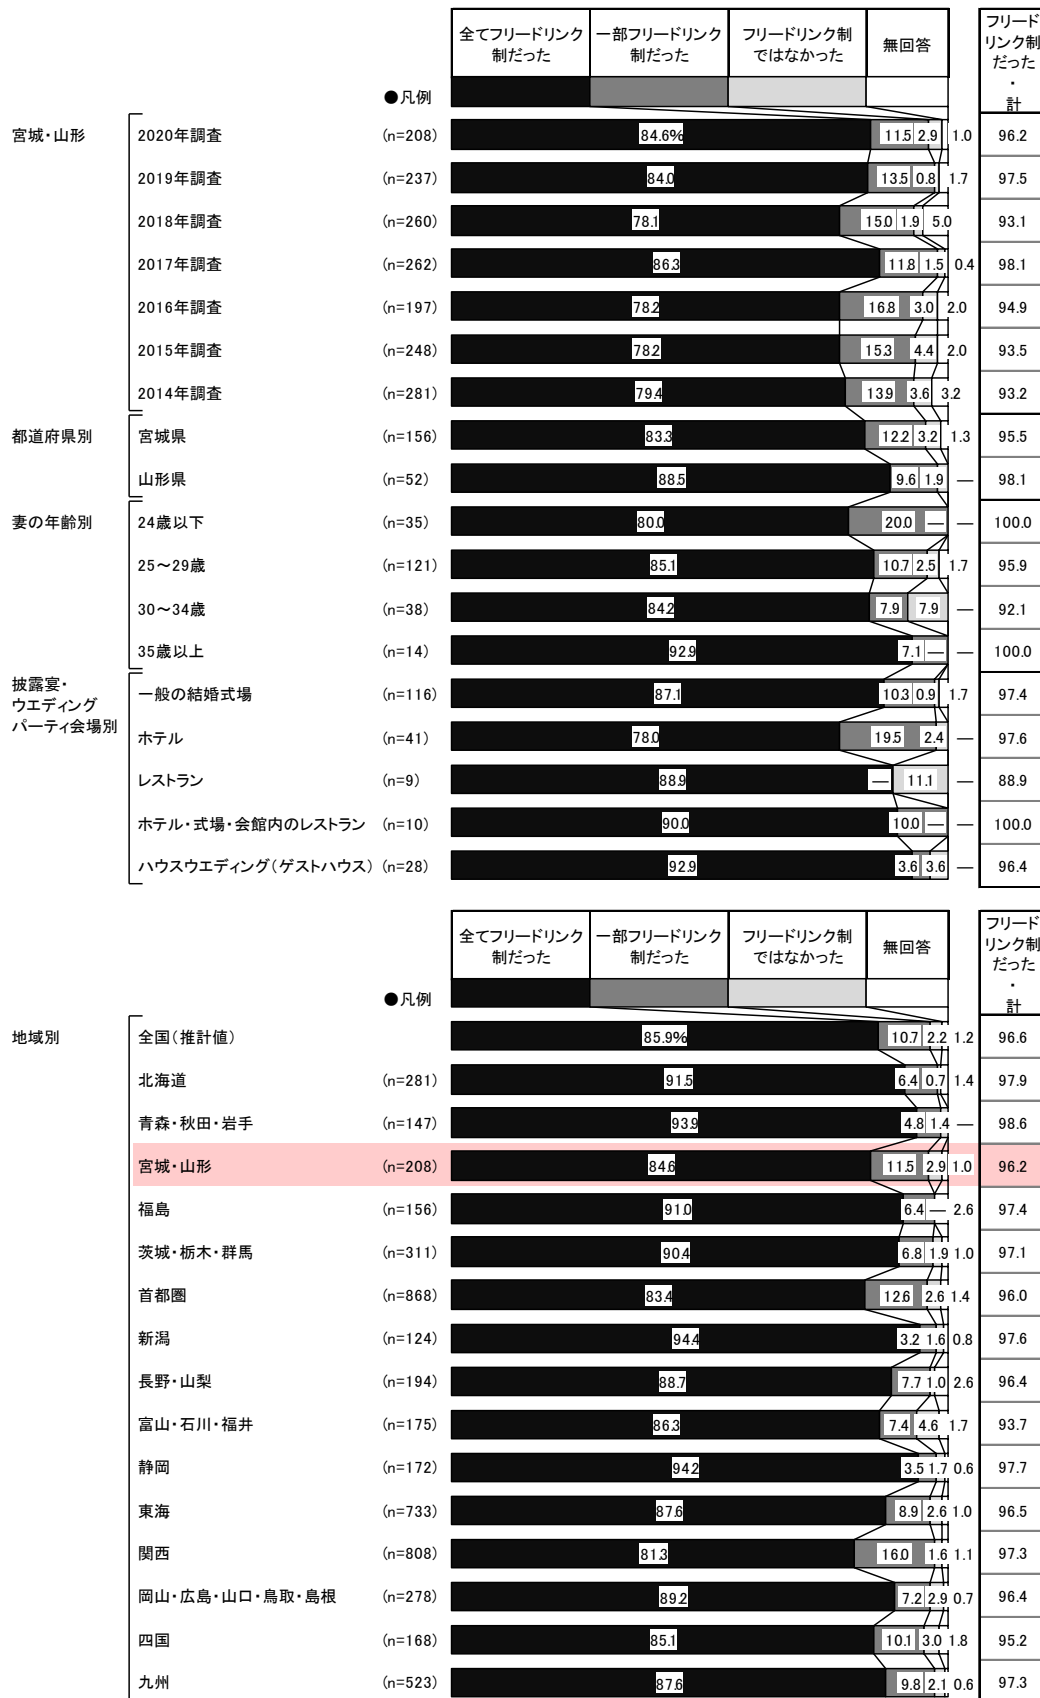 全てフリードリンク制だった 一部フリードリンク制だった フリードリンク制ではなかった 無回答 フリードリンク制だった・計
●凡例
宮城・山形 2020年調査 (n=208) 84.6% 11.5 2.9 1.0 96.2
2019年調査 (n=237) 84.0 13.5 0.8 1.7 97.5
2018年調査 (n=260) 78.1 15.0 1.9 5.0 93.1
2017年調査 (n=262) 86.3 11.8 1.5 0.4 98.1
2016年調査 (n=197) 78.2 16.8 3.0 2.0 94.9
2015年調査 (n=248) 78.2 15.3 4.4 2.0 93.5
2014年調査 (n=281) 79.4 13.9 3.6 3.2 93.2
都道府県別 宮城県 (n=156) 83.3 12.2 3.2 1.3 95.5
山形県 (n=52) 88.5 9.6 1.9 — 98.1
妻の年齢別 24歳以下 (n=35) 80.0 20.0 — — 100.0
25～29歳 (n=121) 85.1 10.7 2.5 1.7 95.9
30～34歳 (n=38) 84.2 7.9 7.9 — 92.1
35歳以上 (n=14) 92.9 7.1 — — 100.0
披露宴・ウエディングパーティ会場別 一般の結婚式場 (n=116) 87.1 10.3 0.9 1.7 97.4
ホテル (n=41) 78.0 19.5 2.4 — 97.6
レストラン (n=9) 88.9 — 11.1 — 88.9
ホテル・式場・会館内のレストラン (n=10) 90.0 10.0 — — 100.0
ハウスウエディング(ゲストハウス) (n=28) 92.9 3.6 3.6 — 96.4
全てフリードリンク制だった 一部フリードリンク制だった フリードリンク制ではなかった 無回答 フリードリンク制だった・計
●凡例
地域別 全国(推計値) 85.9% 10.7 2.2 1.2 96.6
北海道 (n=281) 91.5 6.4 0.7 1.4 97.9
青森・秋田・岩手 (n=147) 93.9 4.8 1.4 — 98.6
宮城・山形 (n=208) 84.6 11.5 2.9 1.0 96.2
福島 (n=156) 91.0 6.4 — 2.6 97.4
茨城・栃木・群馬 (n=311) 90.4 6.8 1.9 1.0 97.1
首都圏 (n=868) 83.4 12.6 2.6 1.4 96.0
新潟 (n=124) 94.4 3.2 1.6 0.8 97.6
長野・山梨 (n=194) 88.7 7.7 1.0 2.6 96.4
富山・石川・福井 (n=175) 86.3 7.4 4.6 1.7 93.7
静岡 (n=172) 94.2 3.5 1.7 0.6 97.7
東海 (n=733) 87.6 8.9 2.6 1.0 96.5
関西 (n=808) 81.3 16.0 1.6 1.1 97.3
岡山・広島・山口・鳥取・島根 (n=278) 89.2 7.2 2.9 0.7 96.4
四国 (n=168) 85.1 10.1 3.0 1.8 95.2
九州 (n=523) 87.6 9.8 2.1 0.6 97.3